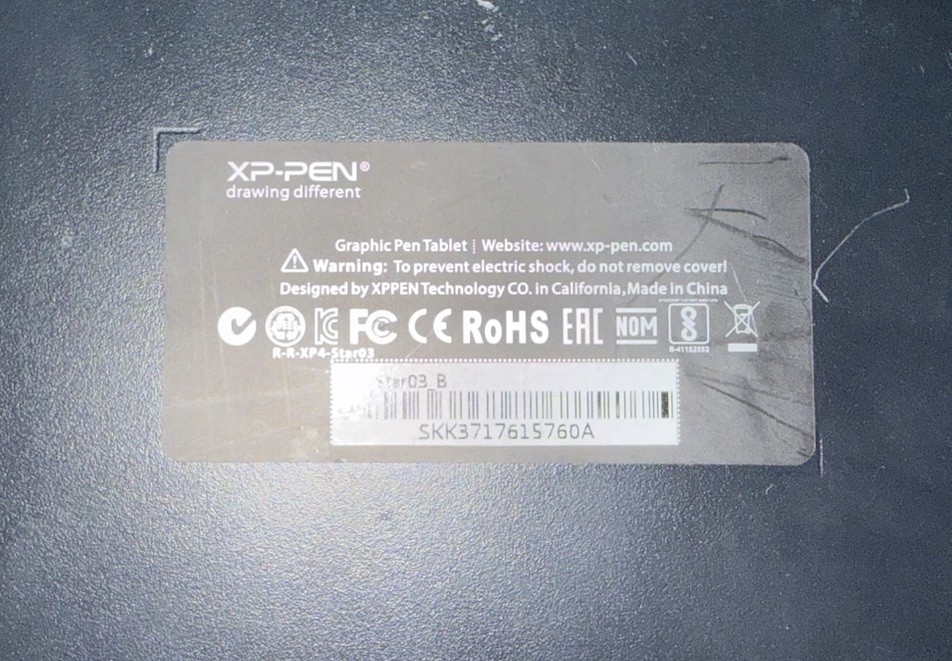 XP-PEN®
drawing different
Graphic Pen Tablet | Website: www.xp-pen.com
Warning: To prevent electric shock, do not remove cover!
Designed by XPPEN Technology CO. in California, Made in China
FC CE RoHS EAC NOM
R-R-XP4-Star03
R-41152552
Star03 B
SKK3717615760A